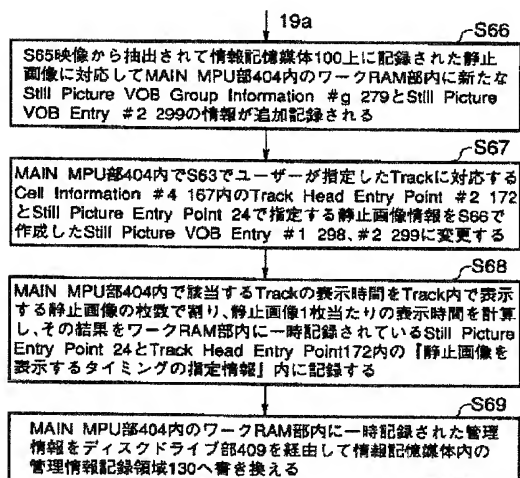 19a
S66
S65映像から抽出されて情報記憶媒体100上に記録された静止
画像に対応してMAIN MPU部404内のワークRAM部内に新たな
Still Picture VOB Group Information #g 279とStill Picture
VOB Entry #2 299の情報が追加記録される
S67
MAIN MPU部404内でS63でユーザーが指定したTrackに対応する
Cell Information #4 167内のTrack Head Entry Point #2 172
とStill Picture Entry Point 24で指定する静止画像情報をS66で
作成したStill Picture VOB Entry #1 298、#2 299に変更する
S68
MAIN MPU部404内で該当するTrackの表示時間をTrack内で表示
する静止画像の枚数で割り、静止画像1枚当たりの表示時間を計算
し、その結果をワークRAM部内に一時記録されているStill Picture
Entry Point 24とTrack Head Entry Point172内の『静止画像を
表示するタイミングの指定情報』内に記録する
S69
MAIN MPU部404内のワークRAM部内に一時記録された管理
情報をディスクドライブ部409を経由して情報記憶媒体内の
管理情報記録領域130へ書き換える